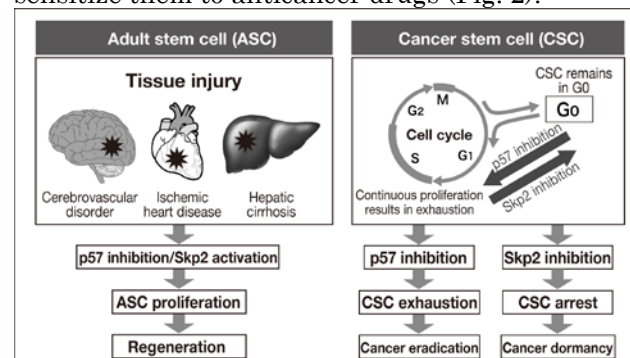 sensitize them to anticancer drugs (Fig. 2).
Adult stem cell (ASC)
Tissue injury
Cerebrovascular
disorder
Ischemic
heart disease
Hepatic
cirrhosis
p57 inhibition/Skp2 activation
ASC proliferation
Regeneration
Cancer stem cell (CSC)
CSC remains
in G0
Go
M
G2
Cell cycle
S
G1
p57 inhibition
Skp2 inhibition
Continuous proliferation
results in exhaustion
p57 inhibition
CSC exhaustion
Cancer eradication
Skp2 inhibition
CSC arrest
Cancer dormancy